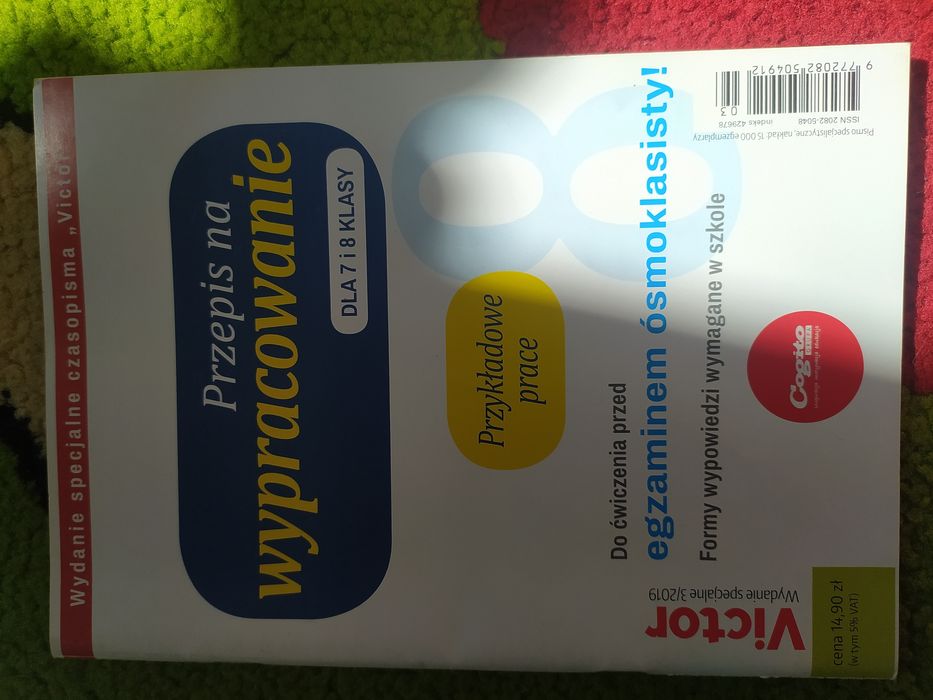 Wydanie specjalne czasopisma „Victor
Przepis na
wypracowanie
DLA 7 i 8 KLASY
8
Przykładowe
prace
Do ćwiczenia przed
egzaminem ósmoklasisty!
Formy wypowiedzi wymagane w szkole
Cogito
GRUPA
Victor
Wydanie specjalne 3/2019
cena 14,90 zł
(w tym 5% VAT)
Pismo specjalistyczne, nakład: 15 000 egzemplarzy
ISSN 2082-5048
indeks 429678
9 772082 504912
03